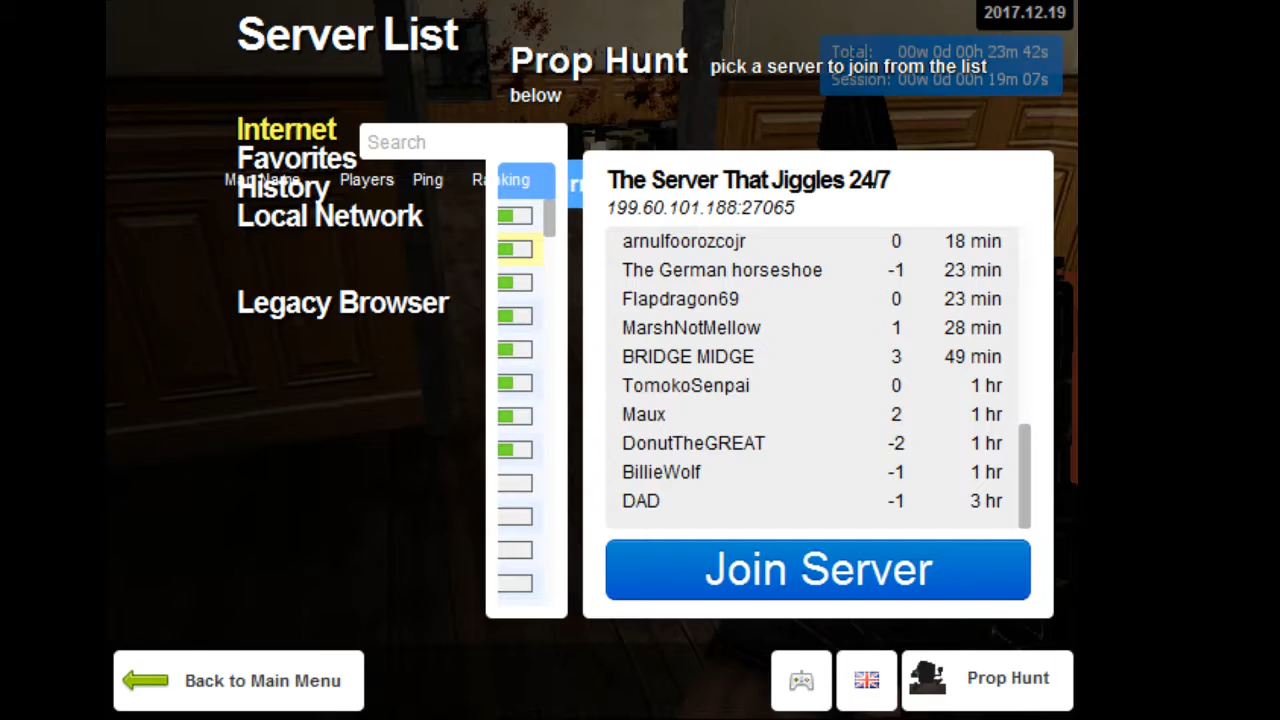 2017.12.19
Server List
Prop Hunt pick a server to join from the list
below
Total: 00w 0d 00h 23m 42s
Session: 00w 0d 00h 19m 07s
Internet
Favorites
History
Local Network
Legacy Browser
Search
Map Name Players Ping Ranking
The Server That Jiggles 24/7
199.60.101.188:27065
arnulfoorozcojr 0 18 min
The German horseshoe -1 23 min
Flapdragon69 0 23 min
MarshNotMellow 1 28 min
BRIDGE MIDGE 3 49 min
TomokoSenpai 0 1 hr
Maux 2 1 hr
DonutTheGREAT -2 1 hr
BillieWolf -1 1 hr
DAD -1 3 hr
Join Server
Back to Main Menu
Prop Hunt